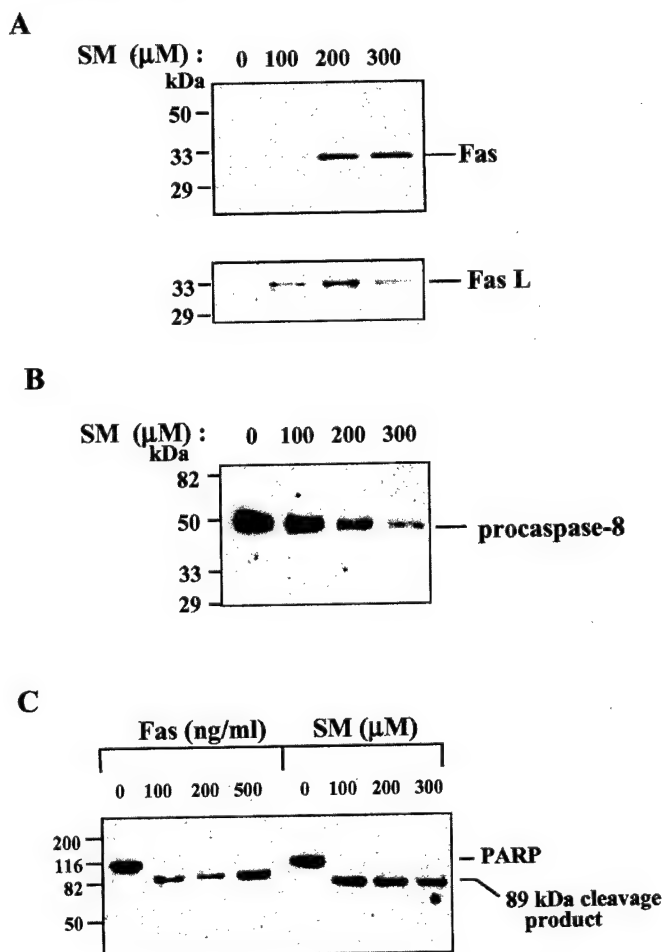 A
SM (μM) : 0 100 200 300
kDa
50
33
29
Fas
33
29
Fas L
B
SM (μM) : 0 100 200 300
kDa
82
50
33
29
procaspase-8
C
Fas (ng/ml) SM (μM)
0 100 200 500 0 100 200 300
200
116
82
50
PARP
89 kDa cleavage
product